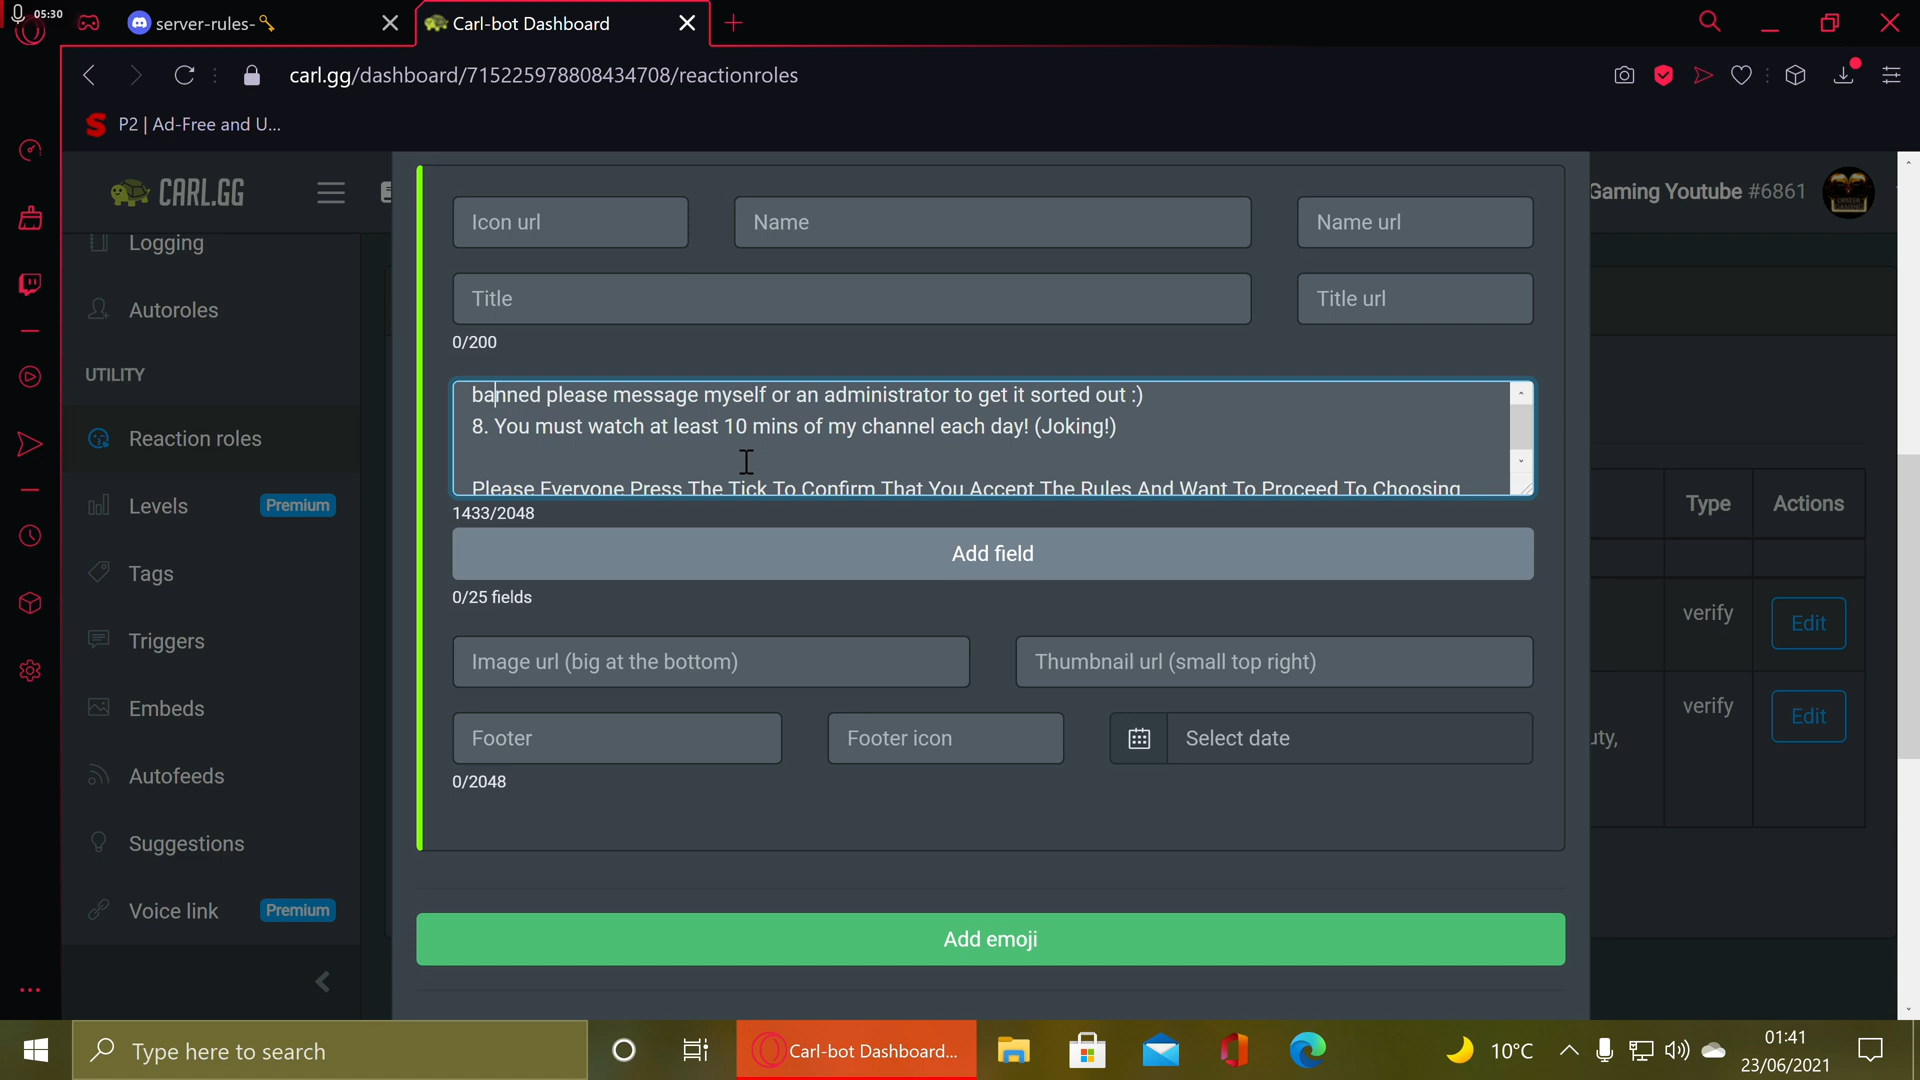 05:30
server-rules-
Carl-bot Dashboard
carl.gg/dashboard/715225978808434708/reactionroles
P2 | Ad-Free and U...
CARL.GG
Gaming Youtube #6861
Logging
Autoroles
UTILITY
Reaction roles
Levels
Premium
Tags
Triggers
Embeds
Autofeeds
Suggestions
Voice link
Premium
Icon url
Name
Name url
Title
Title url
0/200
banned please message myself or an administrator to get it sorted out :)
8. You must watch at least 10 mins of my channel each day! (Joking!)
Please Everyone Press The Tick To Confirm That You Accept The Rules And Want To Proceed To Choosing
1433/2048
Add field
0/25 fields
Image url (big at the bottom)
Thumbnail url (small top right)
Footer
Footer icon
Select date
0/2048
Add emoji
Type
Actions
verify
Edit
verify
Edit
uty,
Type here to search
Carl-bot Dashboard...
10°C
01:41
23/06/2021